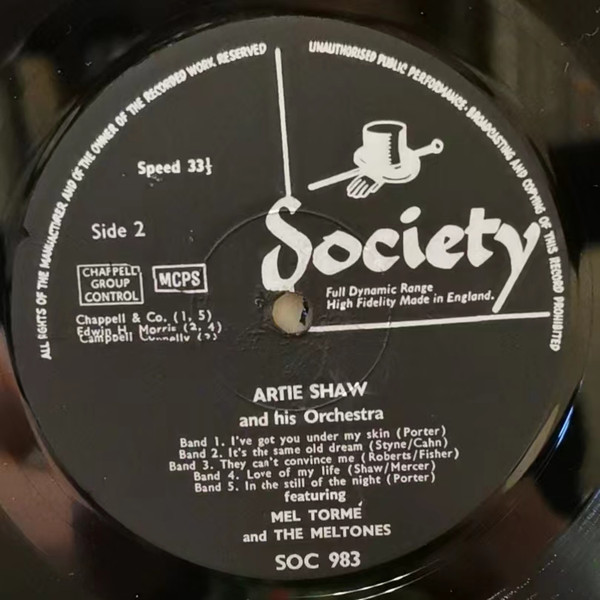 ALL RIGHTS OF THE MANUFACTURER AND OF THE OWNER OF THE RECORDED WORK RESERVED
UNAUTHORISED PUBLIC PERFORMANCE · BROADCASTING AND COPYING OF THIS RECORD PROHIBITED
Speed 33⅓
Side 2
Society
CHAPPELL
GROUP
CONTROL
MCPS
Full Dynamic Range
High Fidelity Made in England.
Chappell & Co. (1, 5)
Edwin H. Morris (2, 4)
Campbell Connelly (3)
ARTIE SHAW
and his Orchestra
Band 1. I've got you under my skin (Porter)
Band 2. It's the same old dream (Styne/Cahn)
Band 3. They can't convince me (Roberts/Fisher)
Band 4. Love of my life (Shaw/Mercer)
Band 5. In the still of the night (Porter)
featuring
MEL TORMÉ
and THE MELTONES
SOC 983